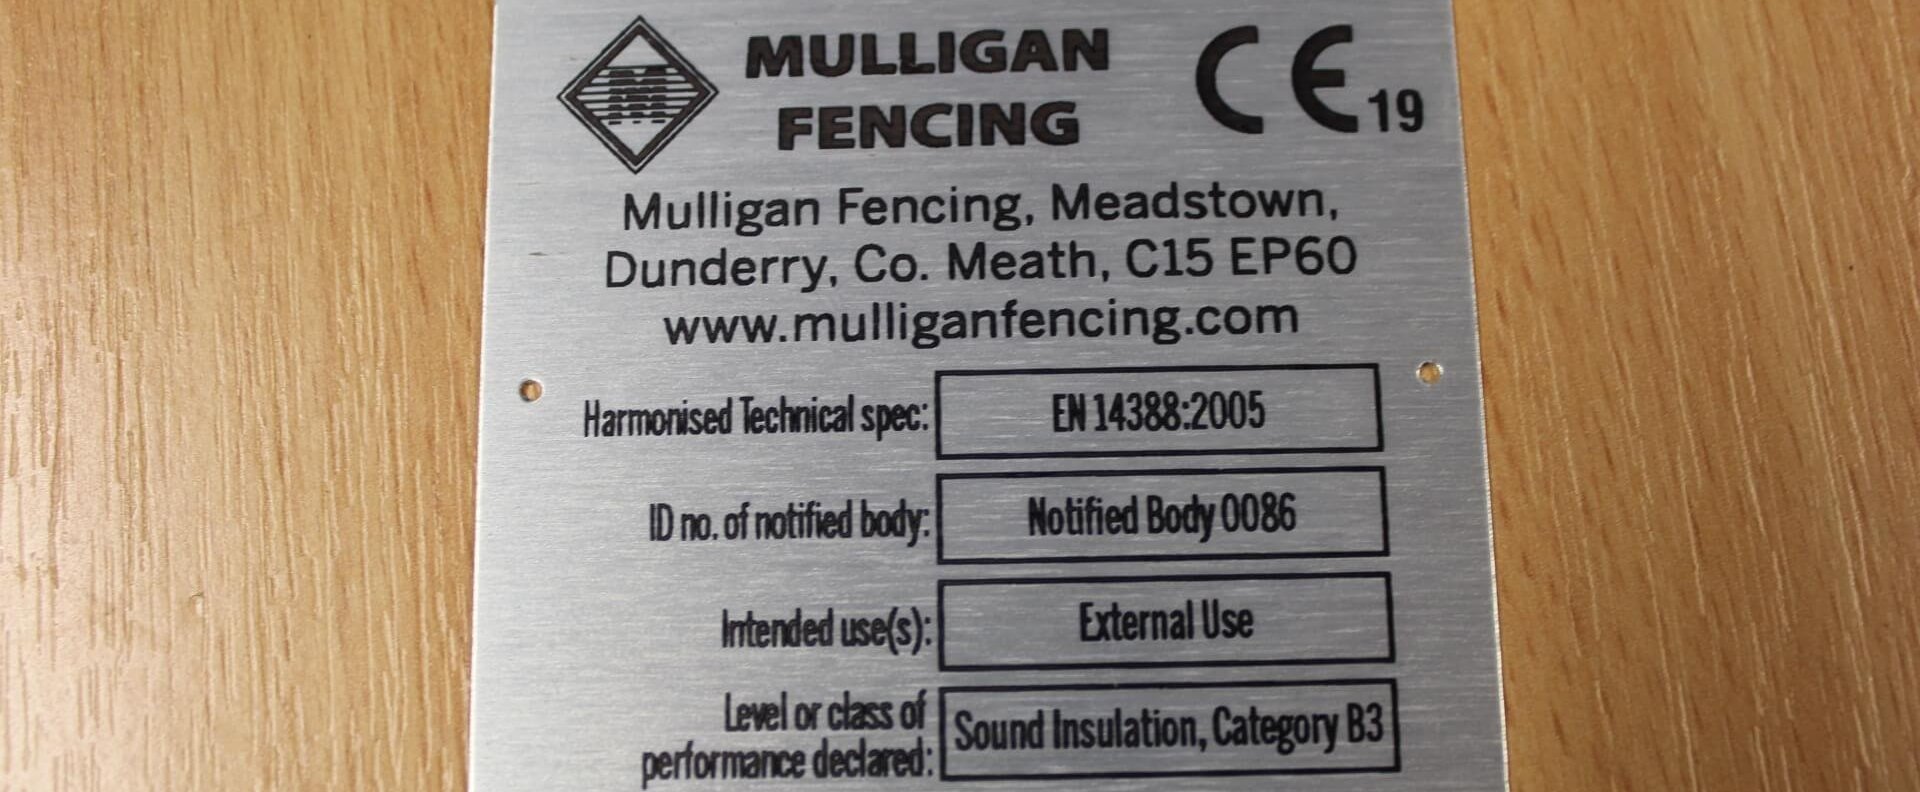 MULLIGAN
FENCING
CE 19
Mulligan Fencing, Meadstown,
Dunderry, Co. Meath, C15 EP60
www.mulliganfencing.com
Harmonised Technical spec: EN 14388:2005
ID no. of notified body: Notified Body 0086
Intended use(s): External Use
Level or class of
performance declared: Sound Insulation, Category B3